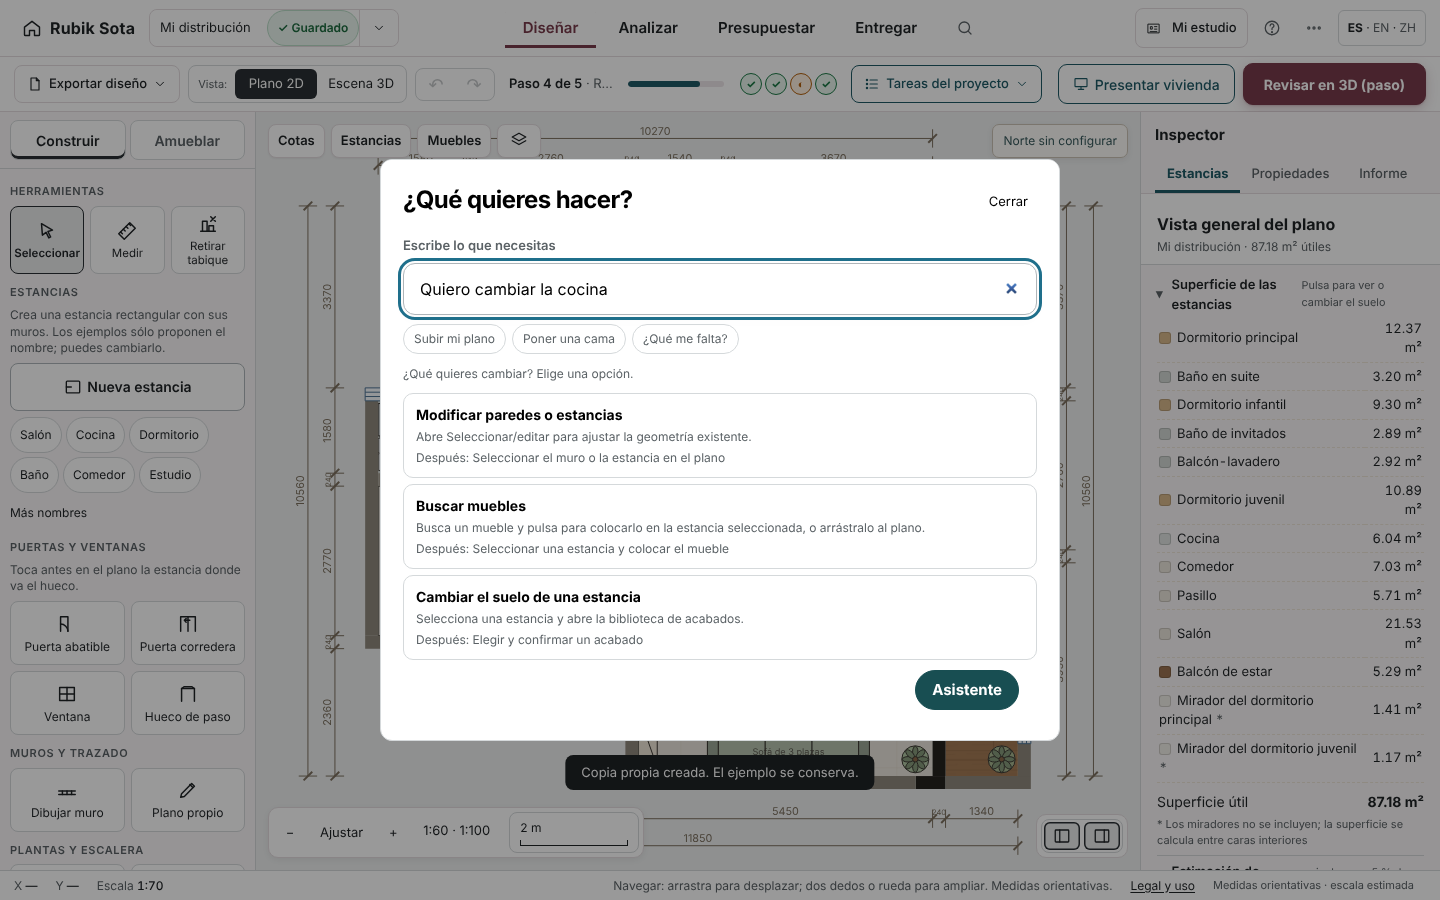 Rubik Sota
Mi distribución
✓ Guardado
Diseñar
Analizar
Presupuestar
Entregar
Mi estudio
ES · EN · ZH
Exportar diseño
Vista:
Plano 2D
Escena 3D
Paso 4 de 5 · R...
Tareas del proyecto
Presentar vivienda
Revisar en 3D (paso)
Construir
Amueblar
HERRAMIENTAS
Seleccionar
Medir
Retirar
tabique
ESTANCIAS
Crea una estancia rectangular con sus
muros. Los ejemplos sólo proponen el
nombre; puedes cambiarlo.
Nueva estancia
Salón
Cocina
Dormitorio
Baño
Comedor
Estudio
Más nombres
PUERTAS Y VENTANAS
Toca antes en el plano la estancia donde
va el hueco.
Puerta abatible
Puerta corredera
Ventana
Hueco de paso
MUROS Y TRAZADO
Dibujar muro
Plano propio
PLANTAS Y ESCALERA
Cotas
Estancias
Muebles
Norte sin configurar
10270
2760
1540
3670
3370
1580
240
2770
240
2360
10560
10560
¿Qué quieres hacer?
Cerrar
Escribe lo que necesitas
Quiero cambiar la cocina
Subir mi plano
Poner una cama
¿Qué me falta?
¿Qué quieres cambiar? Elige una opción.
Modificar paredes o estancias
Abre Seleccionar/editar para ajustar la geometría existente.
Después: Seleccionar el muro o la estancia en el plano
Buscar muebles
Busca un mueble y pulsa para colocarlo en la estancia seleccionada, o arrástralo al plano.
Después: Seleccionar una estancia y colocar el mueble
Cambiar el suelo de una estancia
Selecciona una estancia y abre la biblioteca de acabados.
Después: Elegir y confirmar un acabado
Asistente
Sofá de 3 plazas
Copia propia creada. El ejemplo se conserva.
5450
240
1340
11850
−
Ajustar
+
1:60 · 1:100
2 m
Inspector
Estancias
Propiedades
Informe
Vista general del plano
Mi distribución · 87.18 m² útiles
Superficie de las
estancias
Pulsa para ver o
cambiar el suelo
Dormitorio principal
12.37
m²
Baño en suite
3.20 m²
Dormitorio infantil
9.30 m²
Baño de invitados
2.89 m²
Balcón-lavadero
2.92 m²
Dormitorio juvenil
10.89
m²
Cocina
6.04 m²
Comedor
7.03 m²
Pasillo
5.71 m²
Salón
21.53
m²
Balcón de estar
5.29 m²
Mirador del dormitorio
principal *
1.41 m²
Mirador del dormitorio juvenil
*
1.17 m²
Superficie útil
87.18 m²
* Los miradores no se incluyen; la superficie se
calcula entre caras interiores
X —
Y —
Escala 1:70
Navegar: arrastra para desplazar; dos dedos o rueda para ampliar. Medidas orientativas.
Legal y uso
Medidas orientativas · escala estimada